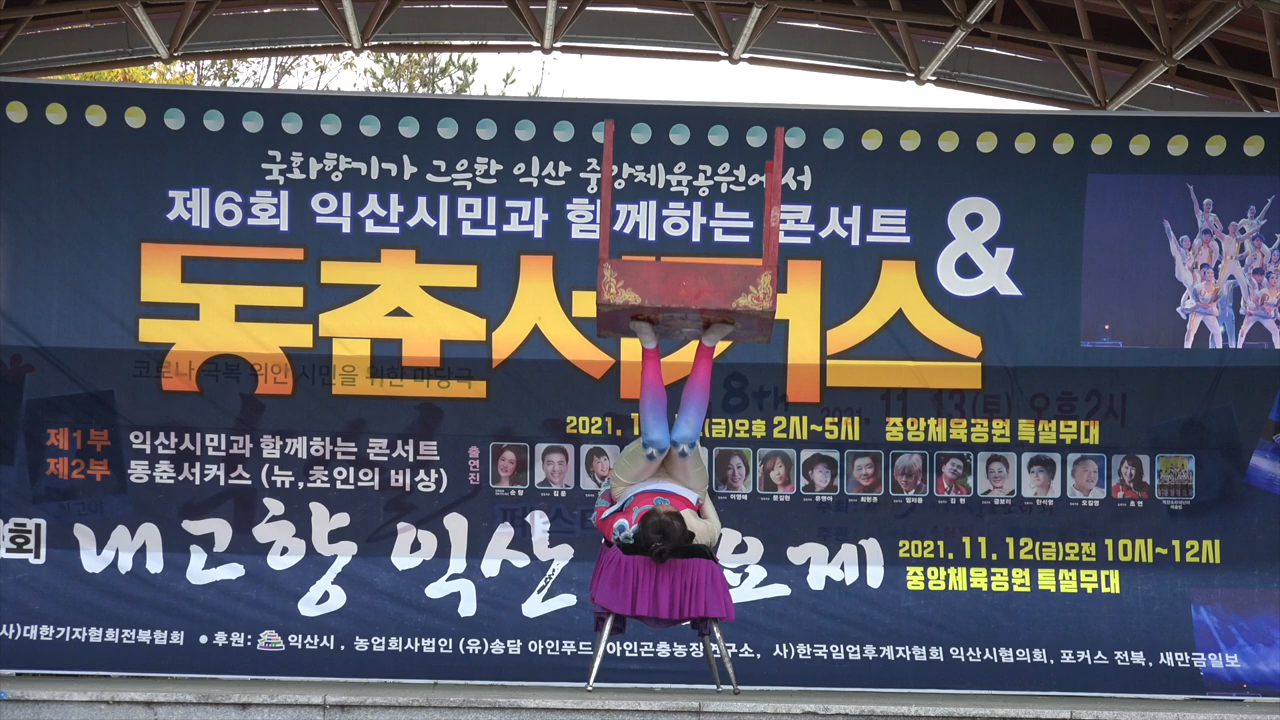 국화향기가 그윽한 익산 중앙체육공원에서
제6회 익산시민과 함께하는 콘서트 &
동춘서커스
코로나 극복 위안 시민을 위한 마당극
8th 2021. 11. 13(토) 오후 2시
2021. 1 (금)오후 2시~5시 중앙체육공원 특설무대
제1부 익산시민과 함께하는 콘서트
제2부 동춘서커스 (뉴,초인의 비상)
출연진
회 내고향 익산 요제
2021. 11. 12(금)오전 10시~12시
중앙체육공원 특설무대
사)대한기자협회전북협회 ● 후원: 익산시, 농업회사법인 (유)송담 아인푸드, 아인곤충농장연구소, 사)한국임업후계자협회 익산시협의회, 포커스 전북, 새만금일보